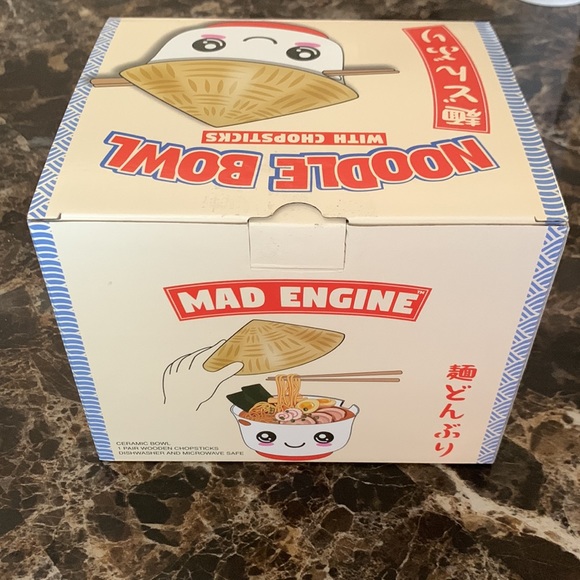 麺どんぶり
NOODLE BOWL
WITH CHOPSTICKS
MAD ENGINE™
麺どんぶり
CERAMIC BOWL
1 PAIR WOODEN CHOPSTICKS
DISHWASHER AND MICROWAVE SAFE